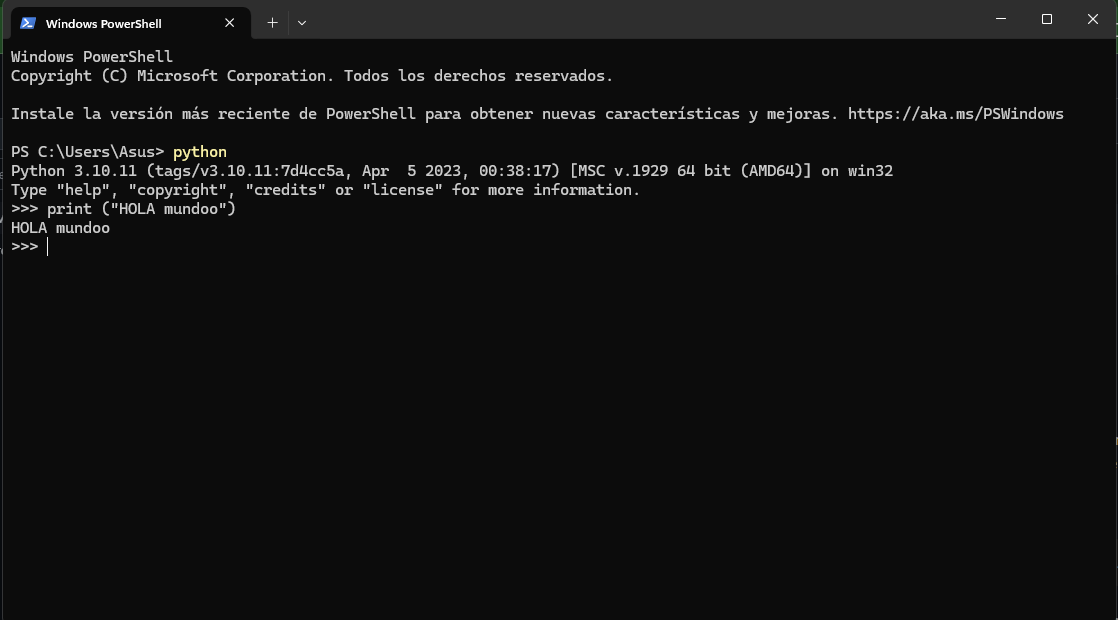 Windows PowerShell
Windows PowerShell
Copyright (C) Microsoft Corporation. Todos los derechos reservados.
Instale la versión más reciente de PowerShell para obtener nuevas características y mejoras. https://aka.ms/PSWindows
PS C:\Users\Asus> python
Python 3.10.11 (tags/v3.10.11:7d4cc5a, Apr  5 2023, 00:38:17) [MSC v.1929 64 bit (AMD64)] on win32
Type "help", "copyright", "credits" or "license" for more information.
>>> print ("HOLA mundoo")
HOLA mundoo
>>>